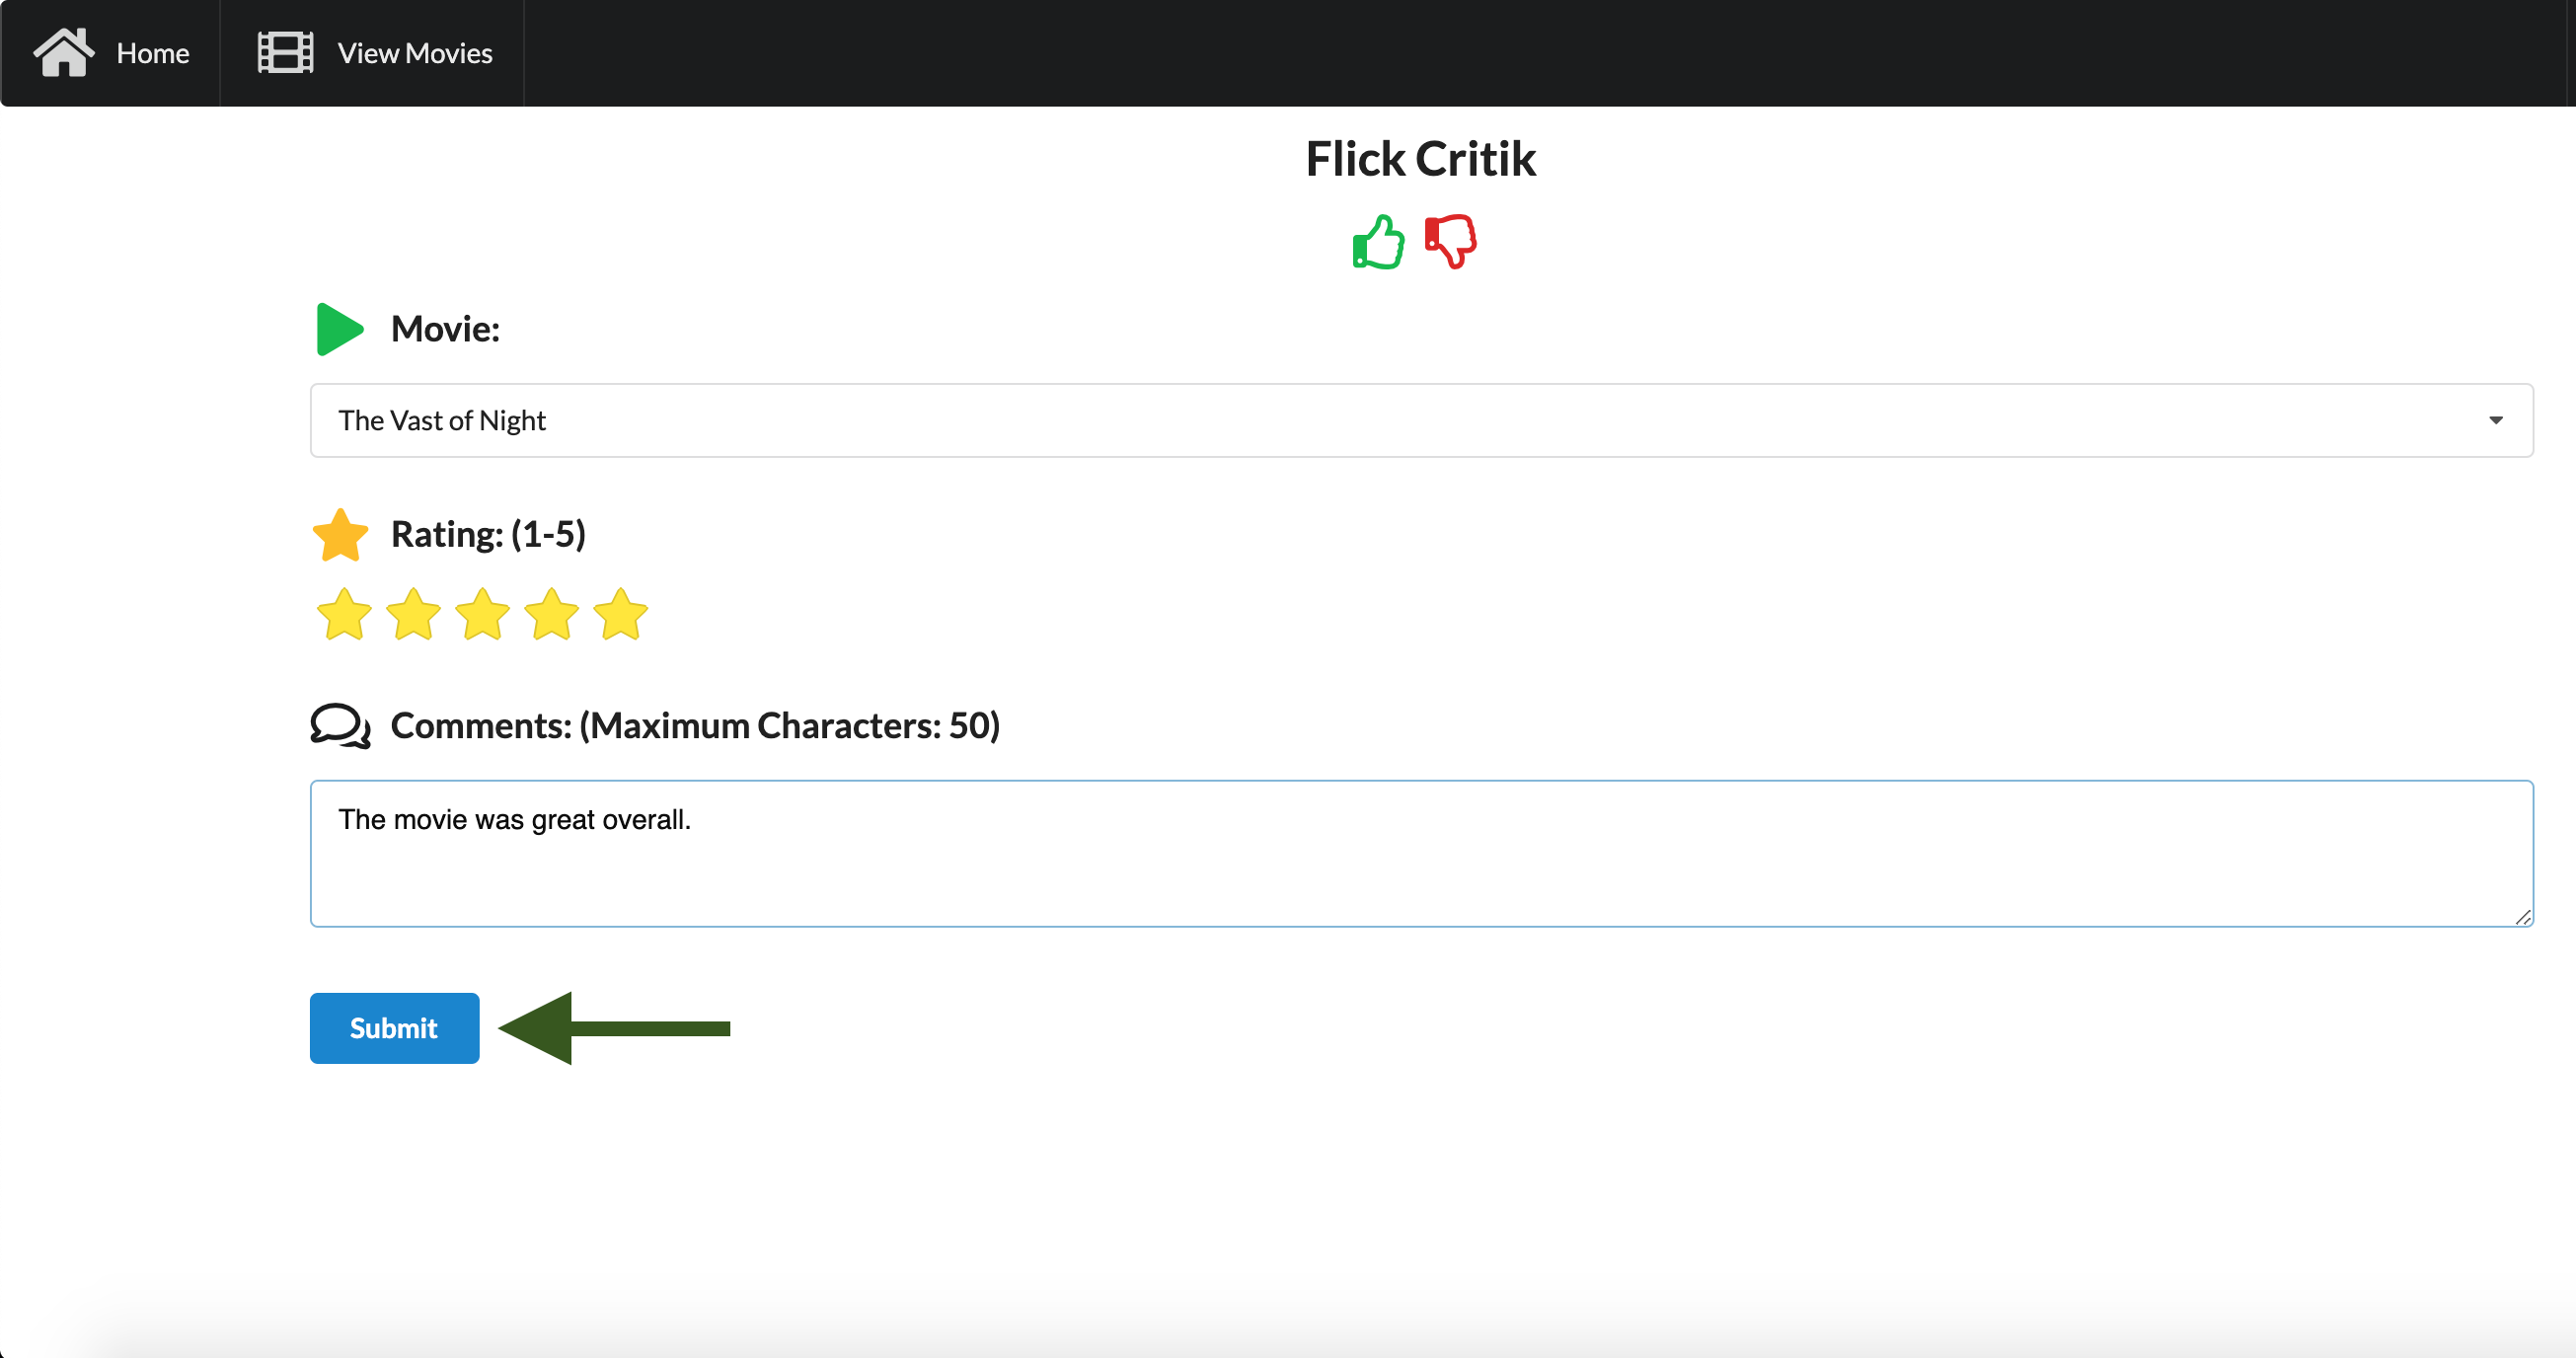 Home
View Movies
Flick Critik
Movie:
The Vast of Night
Rating: (1-5)
Comments: (Maximum Characters: 50)
The movie was great overall.
Submit